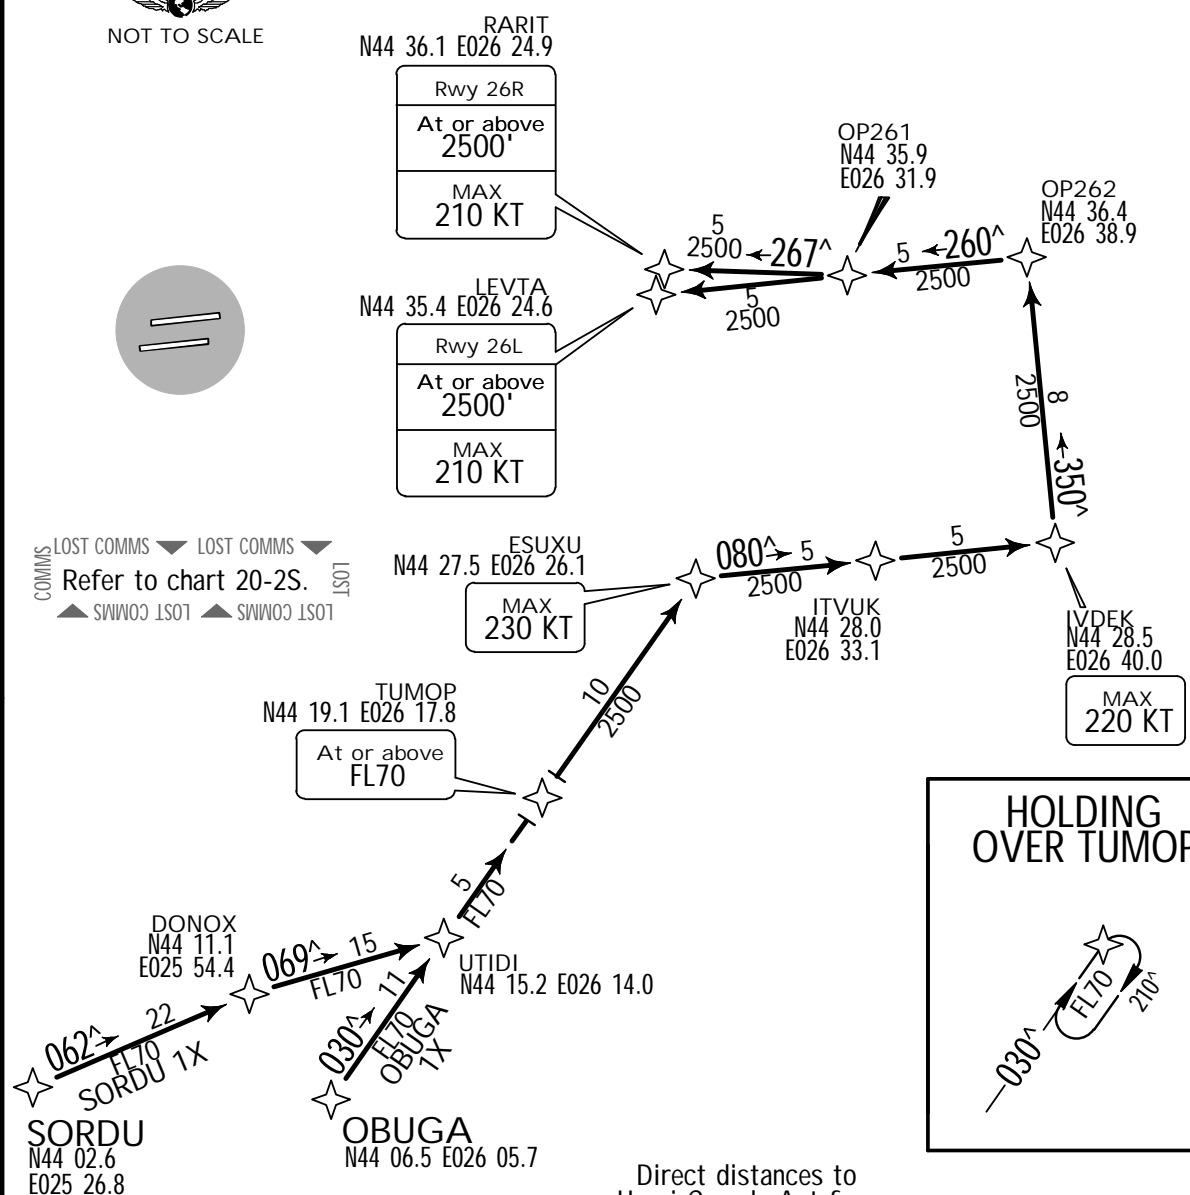 NOT TO SCALE
RARIT
N44 36.1 E026 24.9
Rwy 26R
At or above
2500'
MAX
210 KT
OP261
N44 35.9
E026 31.9
OP262
N44 36.4
E026 38.9
5
2500
267^
5
260^
2500
5
2500
LEVTA
N44 35.4 E026 24.6
Rwy 26L
At or above
2500'
MAX
210 KT
8
2500
350^
LOST COMMS LOST COMMS
LOST
COMMS
Refer to chart 20-2S.
LOST COMMS LOST COMMS
ESUXU
N44 27.5 E026 26.1
MAX
230 KT
080^ 5
2500
5
2500
ITVUK
N44 28.0
E026 33.1
IVDEK
N44 28.5
E026 40.0
MAX
220 KT
10
2500
TUMOP
N44 19.1 E026 17.8
At or above
FL70
5
FL70
DONOX
N44 11.1
E025 54.4
069^ 15
FL70
UTIDI
N44 15.2 E026 14.0
062^ 22
FL70
SORDU 1X
030^ 11
FL70
OBUGA
1X
SORDU
N44 02.6
E025 26.8
OBUGA
N44 06.5 E026 05.7
HOLDING
OVER TUMOP
FL70
210^
030^
Direct distances to